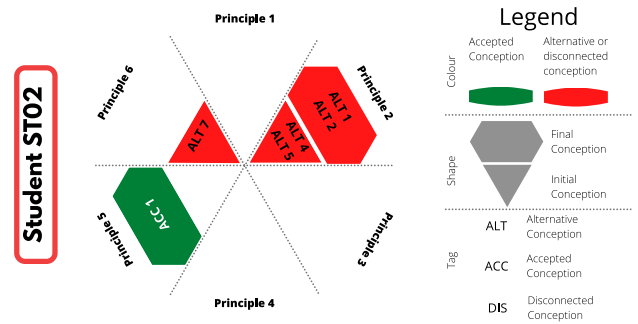 Student ST02
Principle 1
Principle 6
Principle 2
ALT 7
ALT 4
ALT 5
ALT 1
ALT 2
ACC 1
Principles 5
Principle 3
Principle 4
Legend
Colour
Accepted
Conception
Alternative or
disconnected
conception
Shape
Final
Conception
Initial
Conception
Tag
ALT
Alternative
Conception
ACC
Accepted
Conception
DIS
Disconnected
Conception